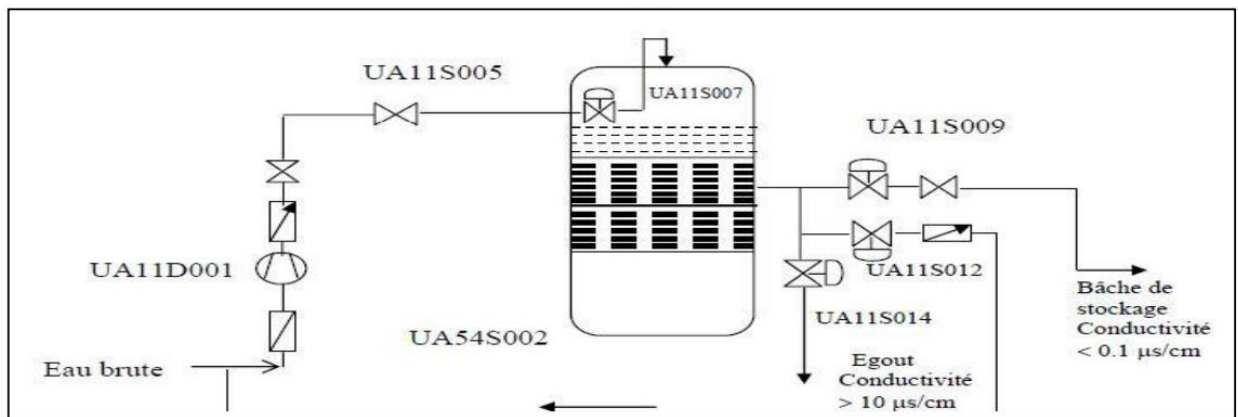 UA11S005
UA11S007
UA11S009
UA11D001
UA11S012
UA11S014
UA54S002
Eau brute
Bâche de
stockage
Conductivité
< 0.1 µs/cm
Egout
Conductivité
> 10 µs/cm